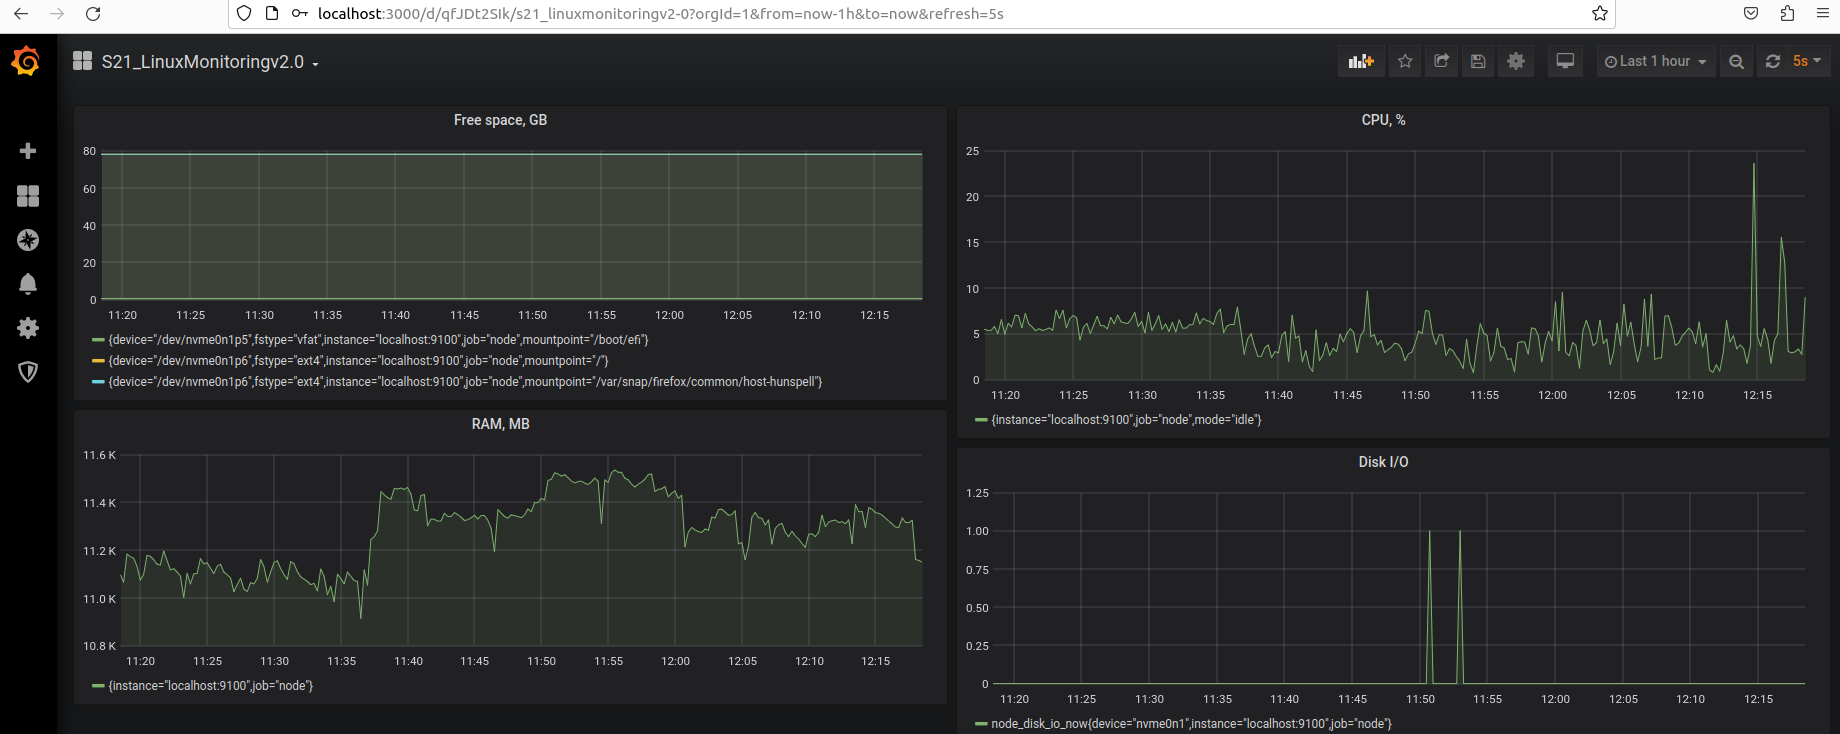 localhost:3000/d/qfJDt2SIk/s21_linuxmonitoringv2-0?orgId=1&from=now-1h&to=now&refresh=5s
S21_LinuxMonitoringv2.0
Last 1 hour
5s
Free space, GB
80
60
40
20
0
11:20 11:25 11:30 11:35 11:40 11:45 11:50 11:55 12:00 12:05 12:10 12:15
{device="/dev/nvme0n1p5",fstype="vfat",instance="localhost:9100",job="node",mountpoint="/boot/efi"}
{device="/dev/nvme0n1p6",fstype="ext4",instance="localhost:9100",job="node",mountpoint="/"}
{device="/dev/nvme0n1p6",fstype="ext4",instance="localhost:9100",job="node",mountpoint="/var/snap/firefox/common/host-hunspell"}
CPU, %
25
20
15
10
5
0
11:20 11:25 11:30 11:35 11:40 11:45 11:50 11:55 12:00 12:05 12:10 12:15
{instance="localhost:9100",job="node",mode="idle"}
RAM, MB
11.6 K
11.4 K
11.2 K
11.0 K
10.8 K
11:20 11:25 11:30 11:35 11:40 11:45 11:50 11:55 12:00 12:05 12:10 12:15
{instance="localhost:9100",job="node"}
Disk I/O
1.25
1.00
0.75
0.50
0.25
0
11:20 11:25 11:30 11:35 11:40 11:45 11:50 11:55 12:00 12:05 12:10 12:15
node_disk_io_now{device="nvme0n1",instance="localhost:9100",job="node"}